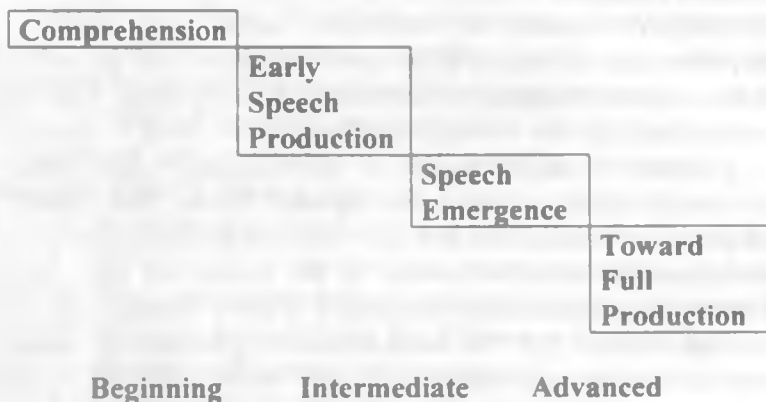 Comprehension
Early
Speech
Production
Speech
Emergence
Toward
Full
Production
Beginning Intermediate Advanced